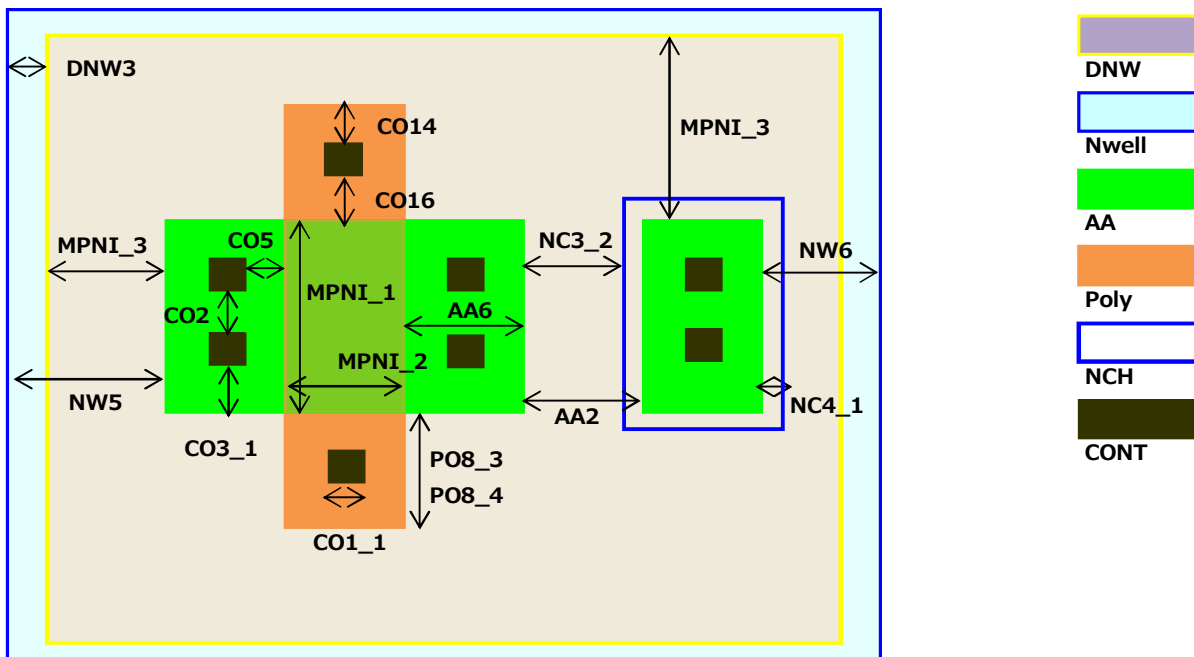 DNW3
CO14
MPNI_3
CO16
MPNI_3
CO5
NC3_2
NW6
MPNI_1
CO2
AA6
MPNI_2
NW5
AA2
NC4_1
CO3_1
PO8_3
PO8_4
CO1_1
DNW
Nwell
AA
Poly
NCH
CONT